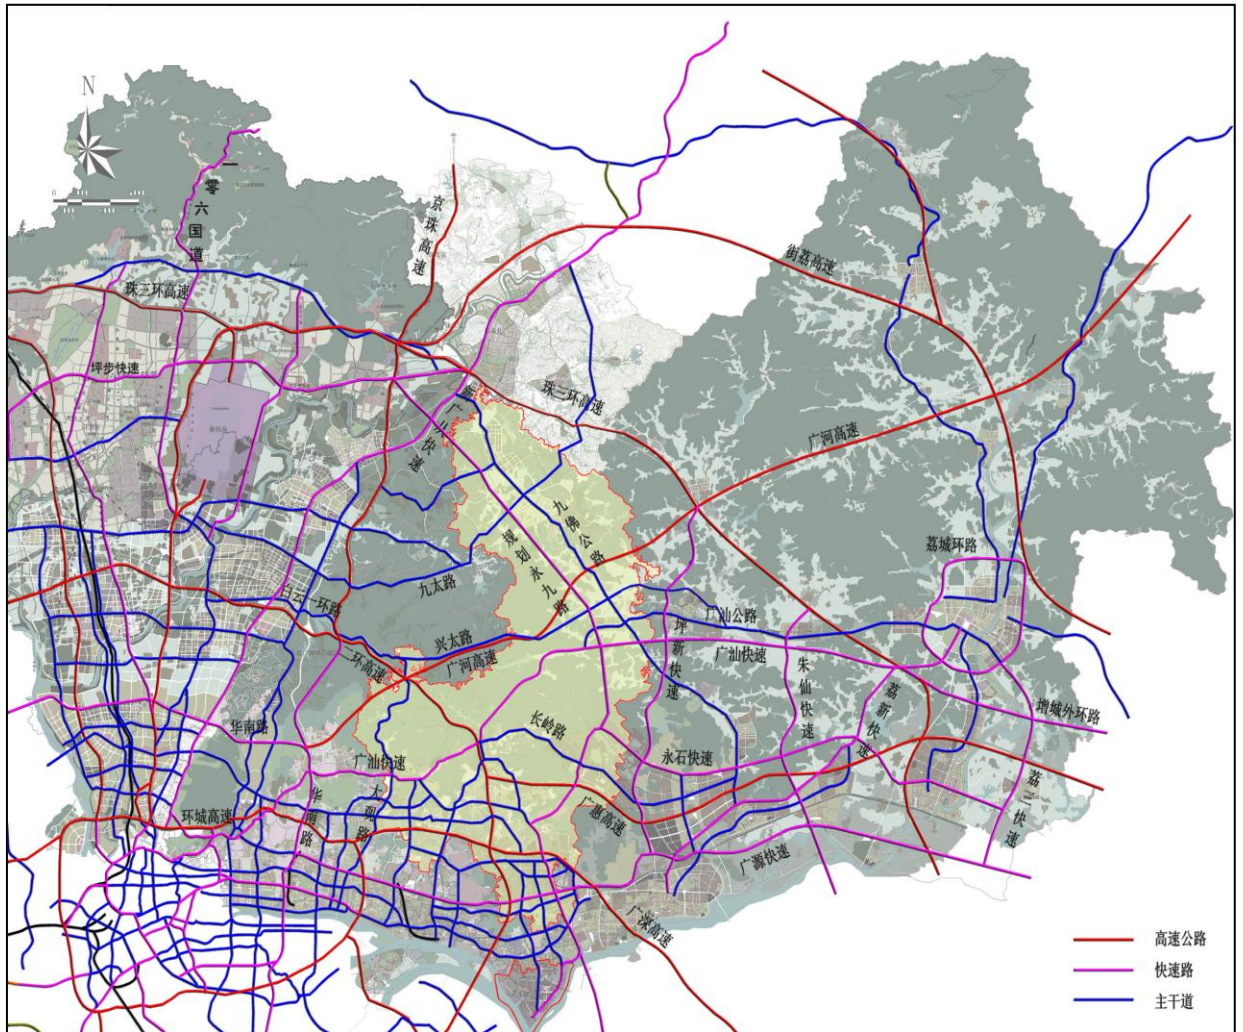 N
一零六国道
京珠高速
街荔高速
珠三环高速
坪步快速
珠三环高速
广河高速
九佛公路
规划永九路
荔城环路
九太路
白云一环路
广汕公路
兴太路
广汕快速
二环高速
广河高速
坪新快速
朱仙快速
荔新快速
增城外环路
华南路
长岭路
广汕快速
永石快速
太观路
华南路
环城高速
广惠高速
荔三快速
广源快速
广深高速
高速公路
快速路
主干道